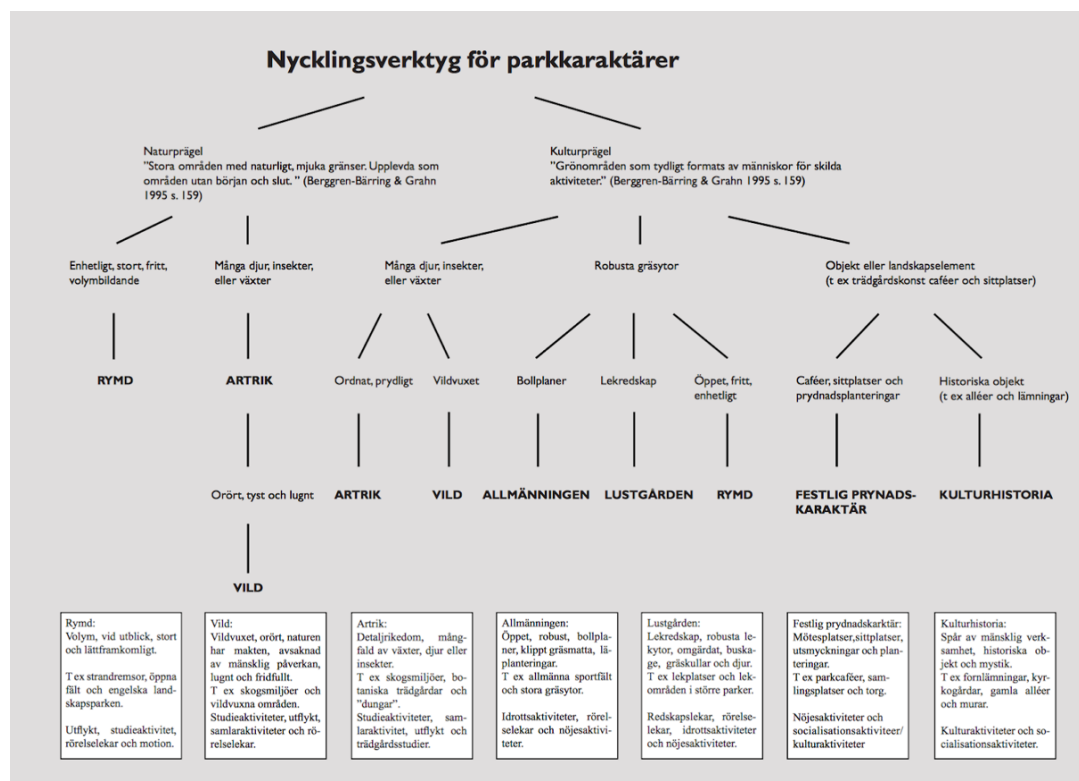 Nycklingsverktyg för parkkaraktärer
Naturprägel
"Stora områden med naturligt, mjuka gränser. Upplevda som
områden utan början och slut. " (Berggren-Bärring & Grahn
1995 s. 159)
Kulturprägel
"Grönområden som tydligt formats av människor för skilda
aktiviteter." (Berggren-Bärring & Grahn 1995 s. 159)
Enhetligt, stort, fritt,
volymbildande
Många djur, insekter,
eller växter
Många djur, insekter,
eller växter
Robusta gräsytor
Objekt eller landskapselement
(t ex trädgårdskonst caféer och sittplatser)
RYMD
ARTRIK
Ordnat, prydligt
Vildvuxet
Bollplaner
Lekredskap
Öppet, fritt,
enhetligt
Caféer, sittplatser och
prydnadsplanteringar
Historiska objekt
(t ex alléer och lämningar)
Orört, tyst och lugnt
ARTRIK
VILD
ALLMÄNNINGEN
LUSTGÅRDEN
RYMD
FESTLIG PRYNADS-
KARAKTÄR
KULTURHISTORIA
VILD
Rymd:
Volym, vid utblick, stort
och lättframkomligt.
T ex strandremsor, öppna
fält och engelska land-
skapsparken.
Utflykt, studieaktivitet,
rörelselekar och motion.
Vild:
Vildvuxet, orört, naturen
har makten, avsaknad
av mänsklig påverkan,
lugnt och fridfullt.
T ex skogsmiljöer och
vildvuxna områden.
Studieaktiviteter, utflykt,
samlaraktiviteter och rö-
relselekar.
Artrik:
Detaljrikedom, mång-
fald av växter, djur eller
insekter.
T ex skogsmiljöer, bo-
taniska trädgårdar och
"dungar".
Studieaktiviteter, sam-
laraktivitet, utflykt och
trädgårdsstudier.
Allmänningen:
Öppet, robust, bollpla-
ner, klippt gräsmatta, lä-
planteringar.
T ex allmänna sportfält
och stora gräsytor.
Idrottsaktiviteter, rörel-
selekar och nöjesaktivi-
teter.
Lustgården:
Lekredskap, robusta le-
kytor, omgärdat, buska-
ge, gräskullar och djur.
T ex lekplatser och lek-
områden i större parker.
Redskapslekar, rörelse-
lekar, idrottsaktiviteter
och nöjesaktiviteter.
Festlig prydnadskarktär:
Mötesplatser,sittplatser,
utsmyckningar och plan-
teringar.
T ex parkcaféer, sam-
lingsplatser och torg.
Nöjesaktiviteter och
socialisationsaktiviteer/
kulturaktiviteter
Kulturhistoria:
Spår av mänsklig verk-
samhet, historiska ob-
jekt och mystik.
T ex fornlämningar, kyr-
kogårdar, gamla alléer
och murar.
Kulturaktiviteter och so-
cialisationsaktiviteter.